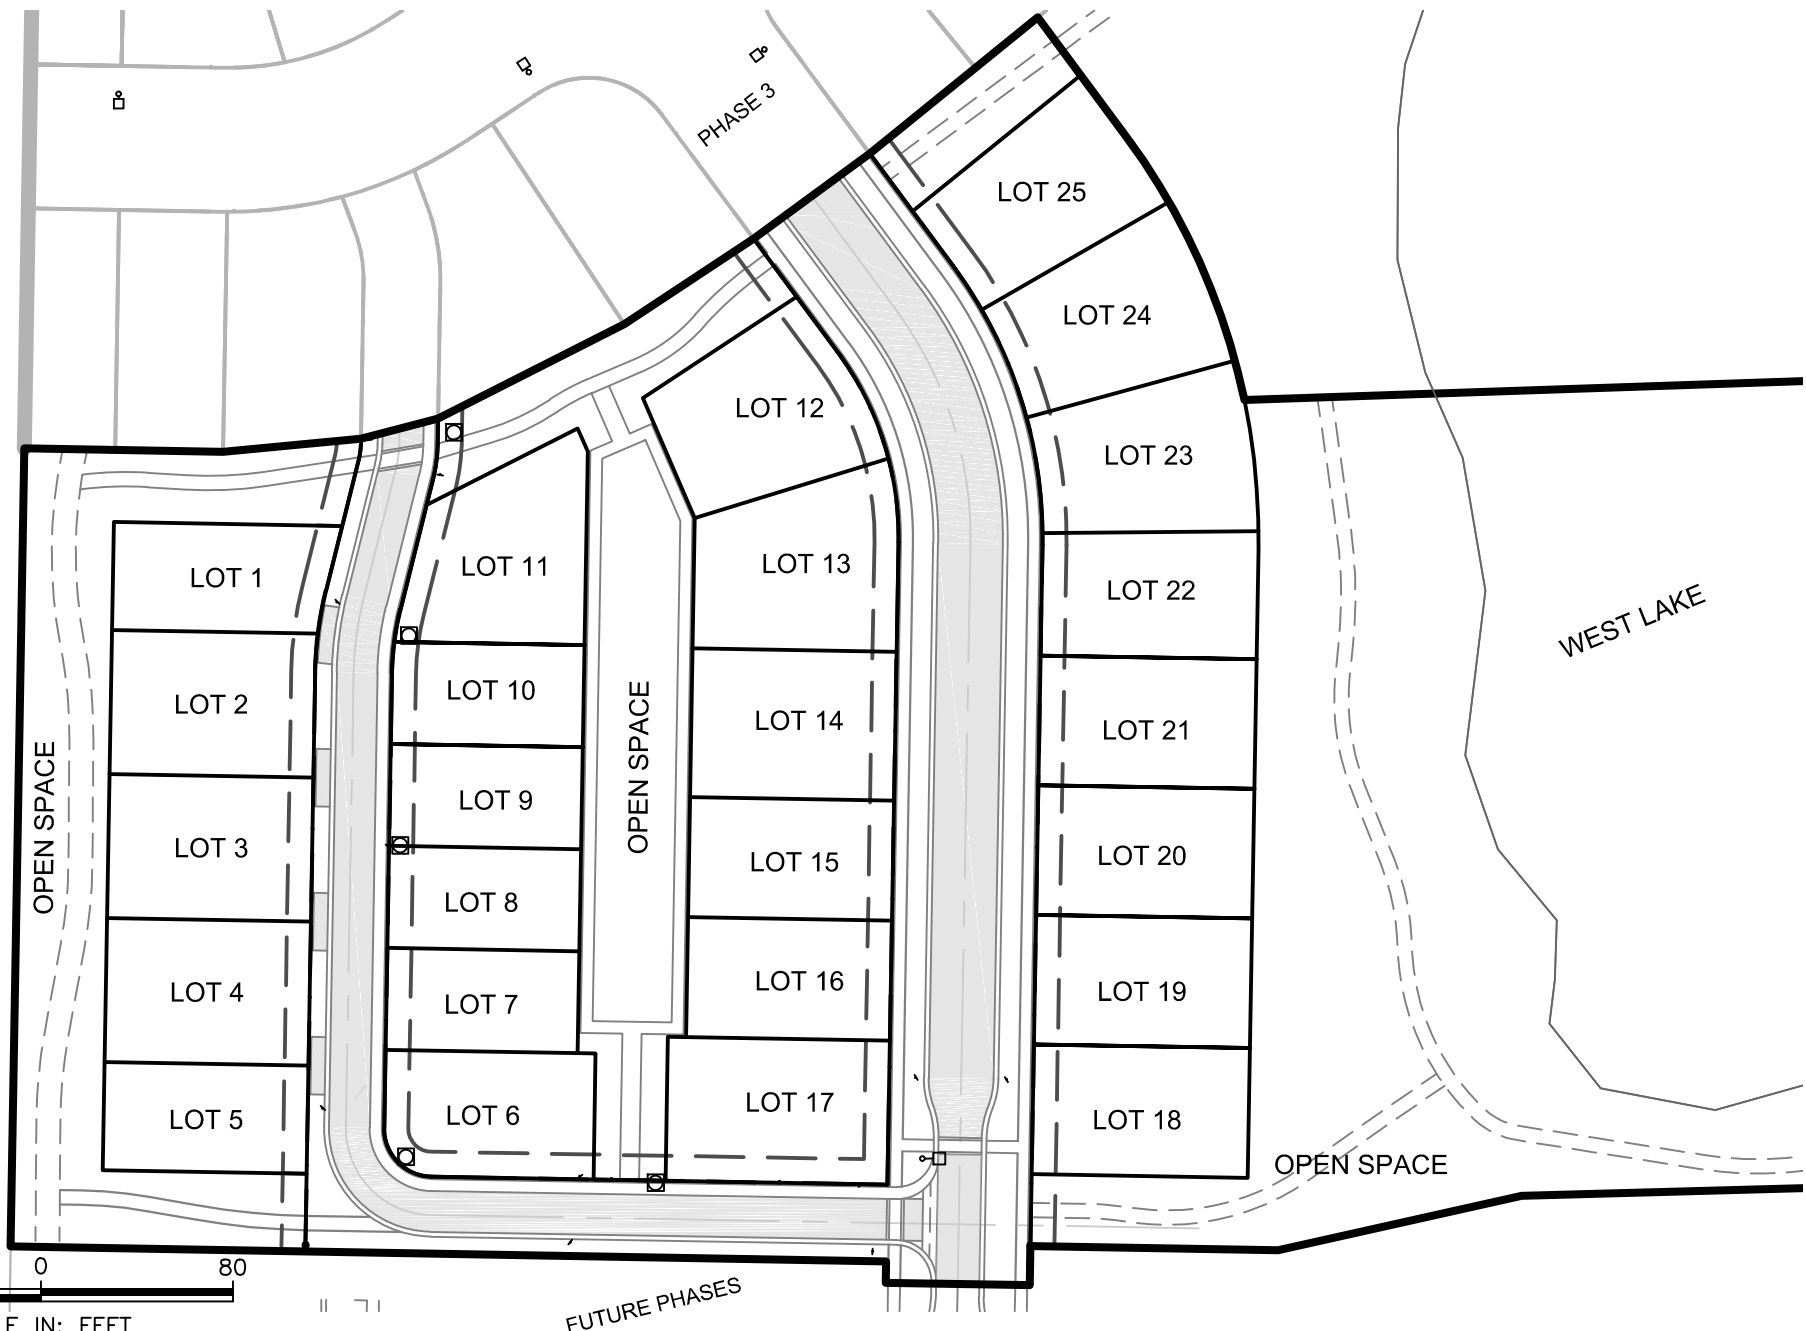 PHASE 3
LOT 25
LOT 24
LOT 12
LOT 23
LOT 11
LOT 13
LOT 1
LOT 22
WEST LAKE
LOT 10
LOT 2
LOT 14
LOT 21
OPEN SPACE
OPEN SPACE
LOT 9
LOT 3
LOT 15
LOT 20
LOT 8
LOT 4
LOT 7
LOT 16
LOT 19
LOT 5
LOT 6
LOT 17
LOT 18
OPEN SPACE
0 80
FUTURE PHASES
IN: FEET